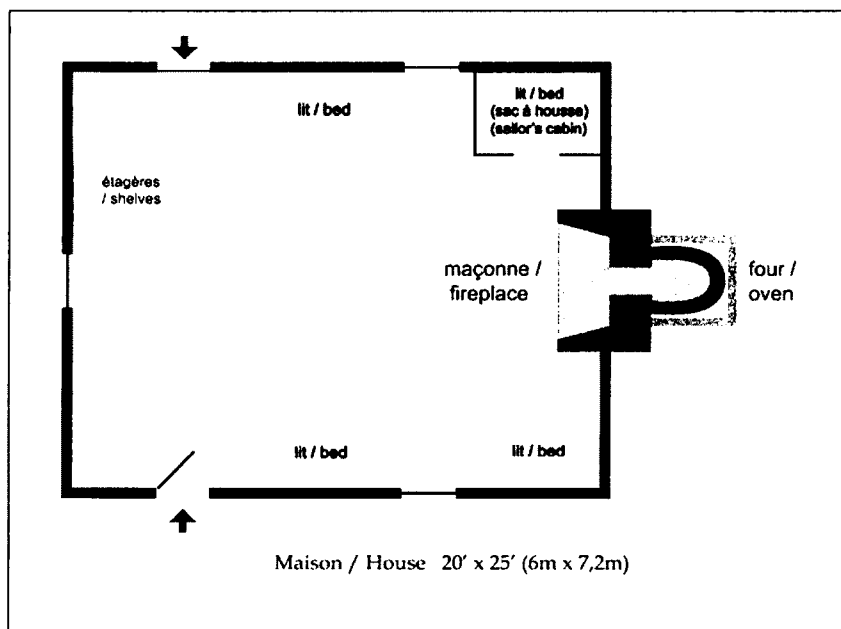 lit / bed
lit / bed
(sac à housse)
(sailor's cabin)
étagères
/ shelves
maçonne /
fireplace
four /
oven
lit / bed
lit / bed
Maison / House 20' x 25' (6m x 7,2m)